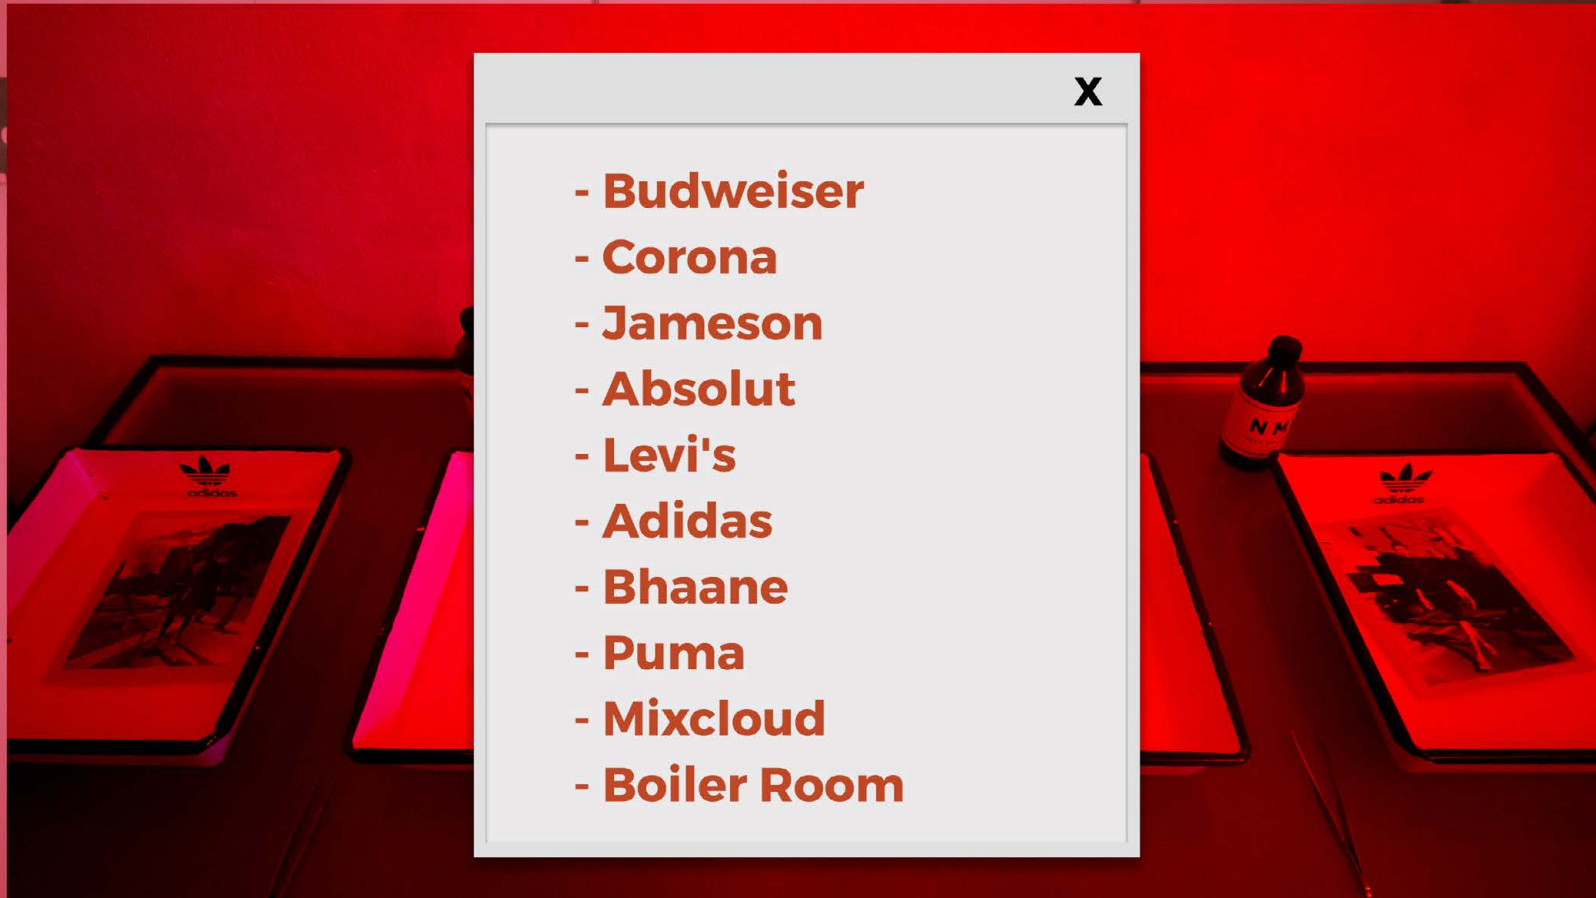 X
- Budweiser
- Corona
- Jameson
- Absolut
- Levi's
- Adidas
- Bhaane
- Puma
- Mixcloud
- Boiler Room
adidas
N M
adidas